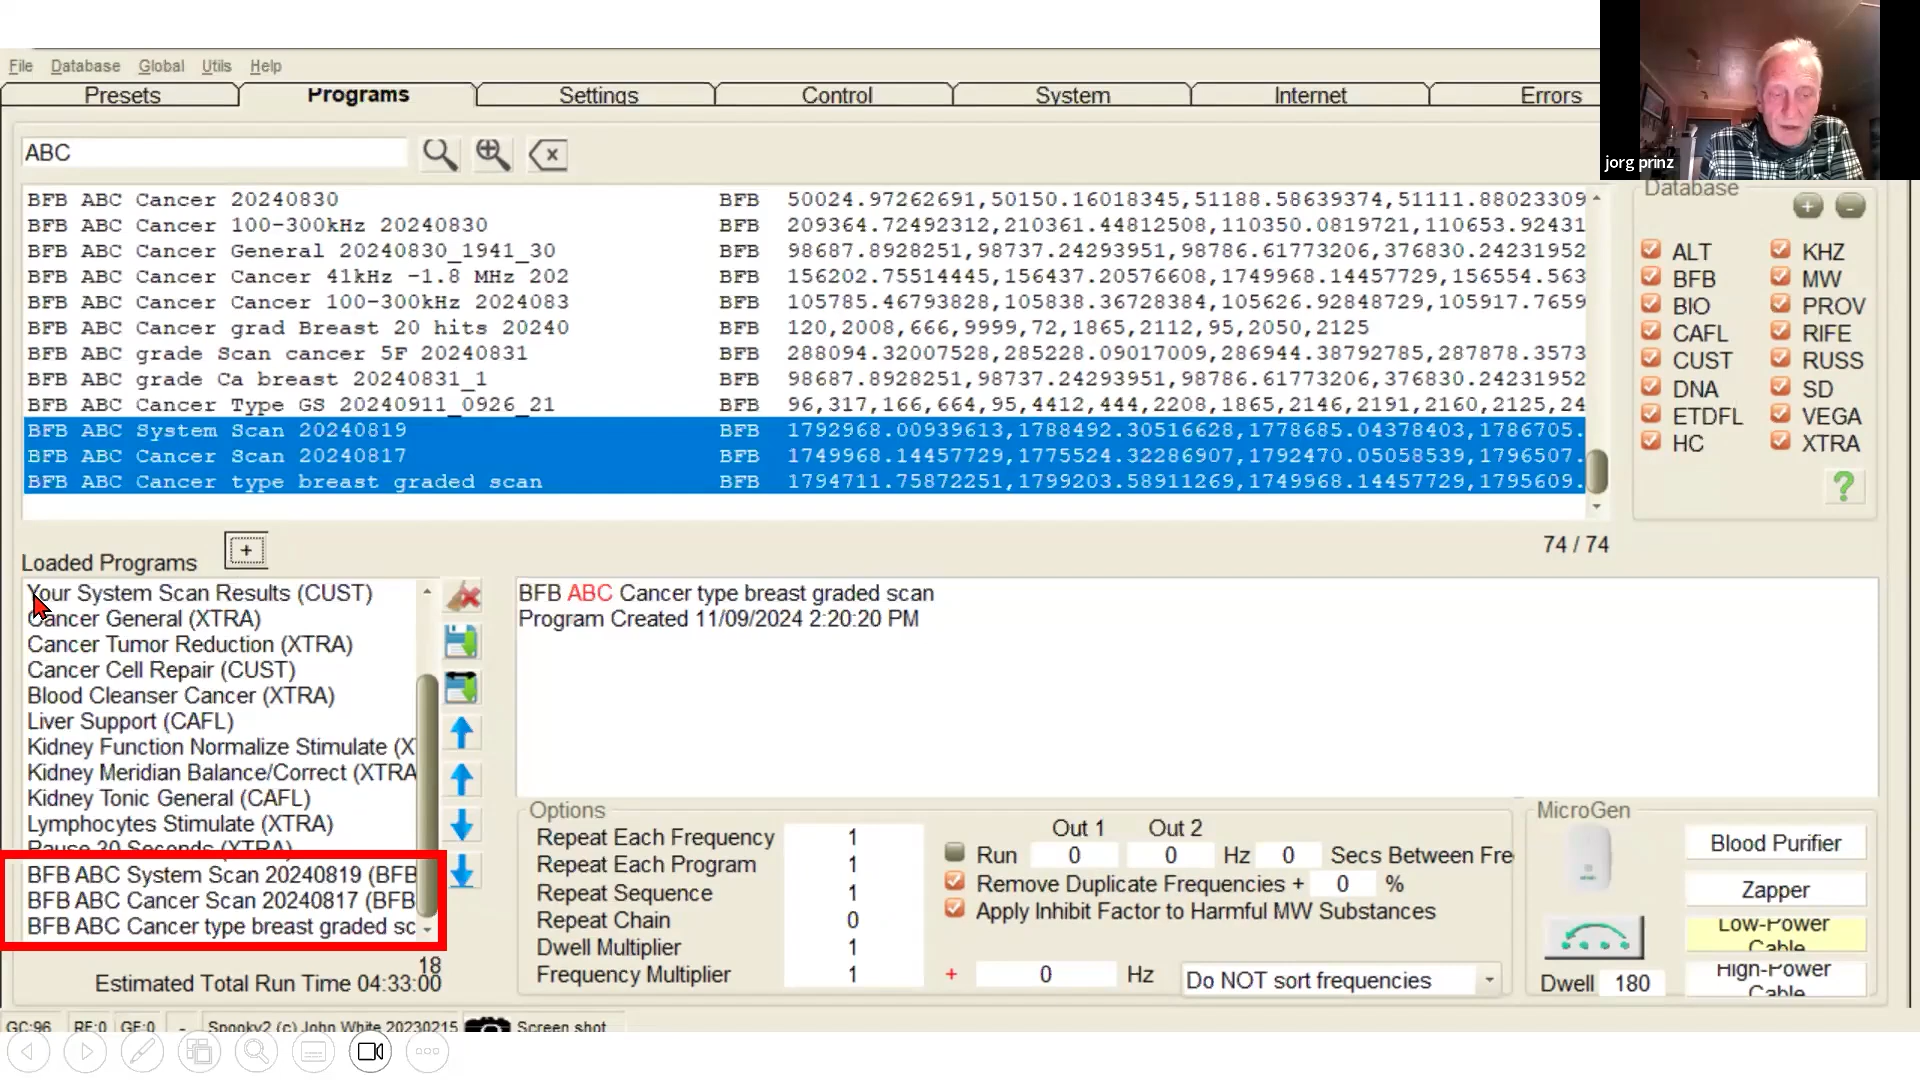 File Database Global Utils Help
Presets Programs Settings Control System Internet Errors
jorg prinz
ABC
BFB ABC Cancer 20240830 BFB 50024.97262691,50150.16018345,51188.58639374,51111.88023309
BFB ABC Cancer 100-300kHz 20240830 BFB 209364.72492312,210361.44812508,110350.0819721,110653.92431
BFB ABC Cancer General 20240830_1941_30 BFB 98687.8928251,98737.24293951,98786.61773206,376830.24231952
BFB ABC Cancer Cancer 41kHz -1.8 MHz 202 BFB 156202.75514445,156437.20576608,1749968.14457729,156554.563
BFB ABC Cancer Cancer 100-300kHz 2024083 BFB 105785.46793828,105838.36728384,105626.92848729,105917.7659
BFB ABC Cancer grad Breast 20 hits 20240 BFB 120,2008,666,9999,72,1865,2112,95,2050,2125
BFB ABC grade Scan cancer 5F 20240831 BFB 288094.32007528,285228.09017009,286944.38792785,287878.3573
BFB ABC grade Ca breast 20240831_1 BFB 98687.8928251,98737.24293951,98786.61773206,376830.24231952
BFB ABC Cancer Type GS 20240911_0926_21 BFB 96,317,166,664,95,4412,444,2208,1865,2146,2191,2160,2125,24
BFB ABC System Scan 20240819 BFB 1792968.00939613,1788492.30516628,1778685.04378403,1786705.
BFB ABC Cancer Scan 20240817 BFB 1749968.14457729,1775524.32286907,1792470.05058539,1796507.
BFB ABC Cancer type breast graded scan BFB 1794711.75872251,1799203.58911269,1749968.14457729,1795609.
Database
ALT KHZ
BFB MW
BIO PROV
CAFL RIFE
CUST RUSS
DNA SD
ETDFL VEGA
HC XTRA
?
74 / 74
Loaded Programs +
Your System Scan Results (CUST)
Cancer General (XTRA)
Cancer Tumor Reduction (XTRA)
Cancer Cell Repair (CUST)
Blood Cleanser Cancer (XTRA)
Liver Support (CAFL)
Kidney Function Normalize Stimulate (X
Kidney Meridian Balance/Correct (XTRA
Kidney Tonic General (CAFL)
Lymphocytes Stimulate (XTRA)
Pause 30 Seconds (XTRA)
BFB ABC System Scan 20240819 (BFB
BFB ABC Cancer Scan 20240817 (BFB
BFB ABC Cancer type breast graded sc
18
Estimated Total Run Time 04:33:00
BFB ABC Cancer type breast graded scan
Program Created 11/09/2024 2:20:20 PM
Options
Repeat Each Frequency 1
Repeat Each Program 1
Repeat Sequence 1
Repeat Chain 0
Dwell Multiplier 1
Frequency Multiplier 1 + 0 Hz Do NOT sort frequencies
Out 1 Out 2
Run 0 0 Hz 0 Secs Between Fre
Remove Duplicate Frequencies + 0 %
Apply Inhibit Factor to Harmful MW Substances
MicroGen
Blood Purifier
Zapper
Low-Power Cable
High-Power Cable
Dwell 180
GC:96 RF:0 GF:0 - Spooky2 (c) John White 20230215 Screen shot